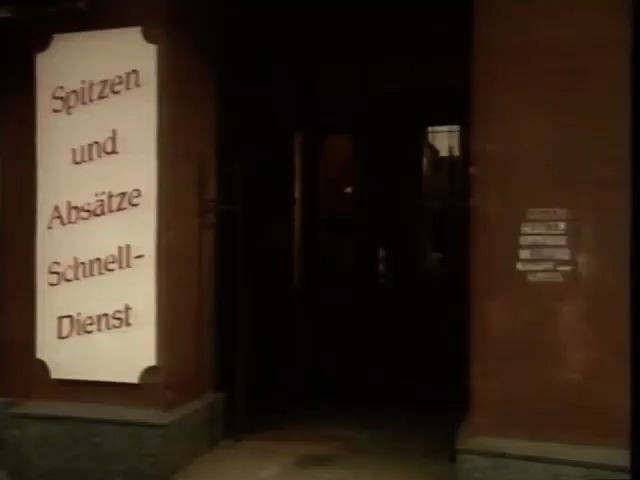 Spitzen
und
Absätze
Schnell-
Dienst